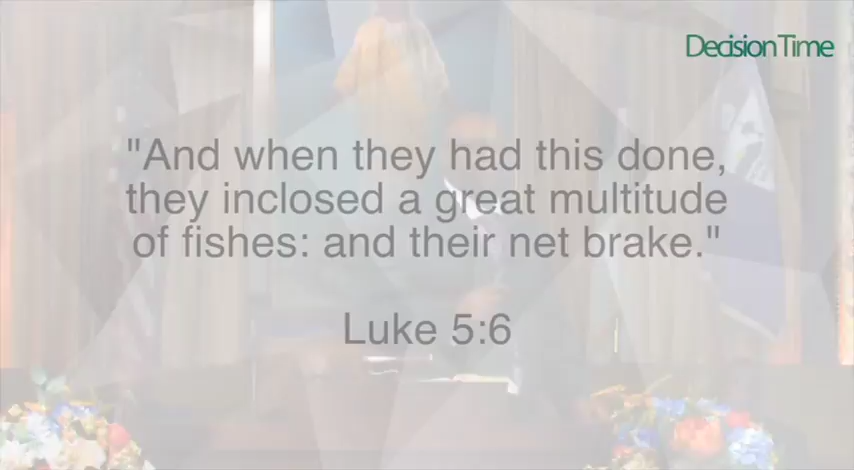 DecisionTime
"And when they had this done,
they inclosed a great multitude
of fishes: and their net brake."
Luke 5:6